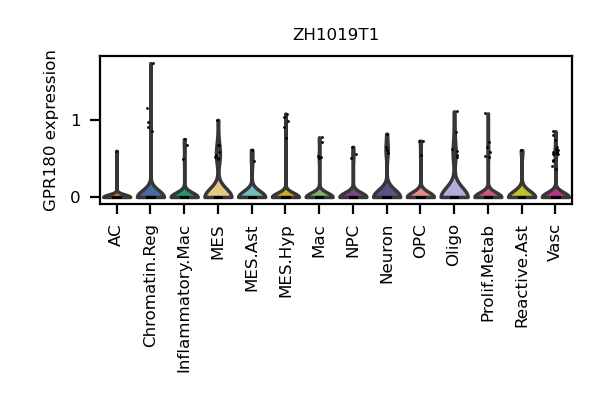 ZH1019T1
GPR180 expression
1
0
AC
Chromatin.Reg
Inflammatory.Mac
MES
MES.Ast
MES.Hyp
Mac
NPC
Neuron
OPC
Oligo
Prolif.Metab
Reactive.Ast
Vasc